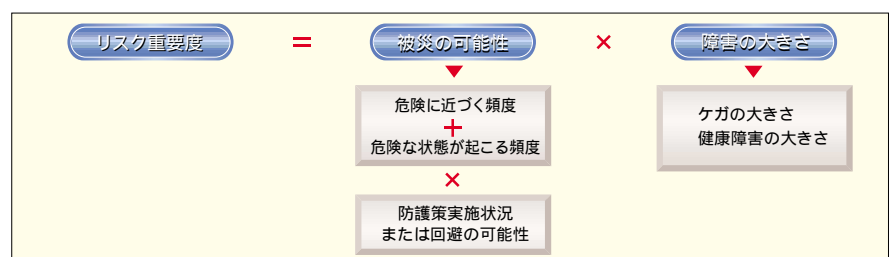 リスク重要度 = 被災の可能性 × 障害の大きさ
危険に近づく頻度
+
危険な状態が起こる頻度
×
防護策実施状況
または回避の可能性
ケガの大きさ
健康障害の大きさ